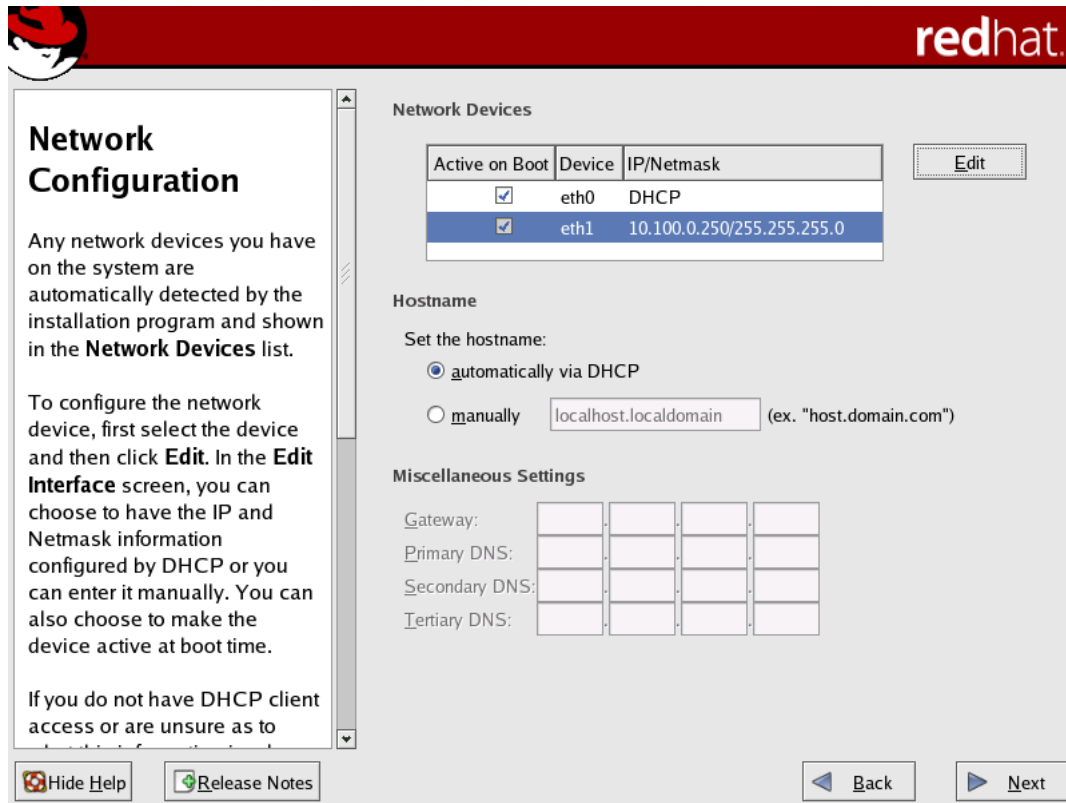 redhat.
Network
Configuration
Any network devices you have
on the system are
automatically detected by the
installation program and shown
in the Network Devices list.
To configure the network
device, first select the device
and then click Edit. In the Edit
Interface screen, you can
choose to have the IP and
Netmask information
configured by DHCP or you
can enter it manually. You can
also choose to make the
device active at boot time.
If you do not have DHCP client
access or are unsure as to
Network Devices
Active on Boot Device IP/Netmask
eth0 DHCP
eth1 10.100.0.250/255.255.255.0
Edit
Hostname
Set the hostname:
automatically via DHCP
manually localhost.localdomain (ex. "host.domain.com")
Miscellaneous Settings
Gateway:
Primary DNS:
Secondary DNS:
Tertiary DNS:
Hide Help
Release Notes
Back
Next